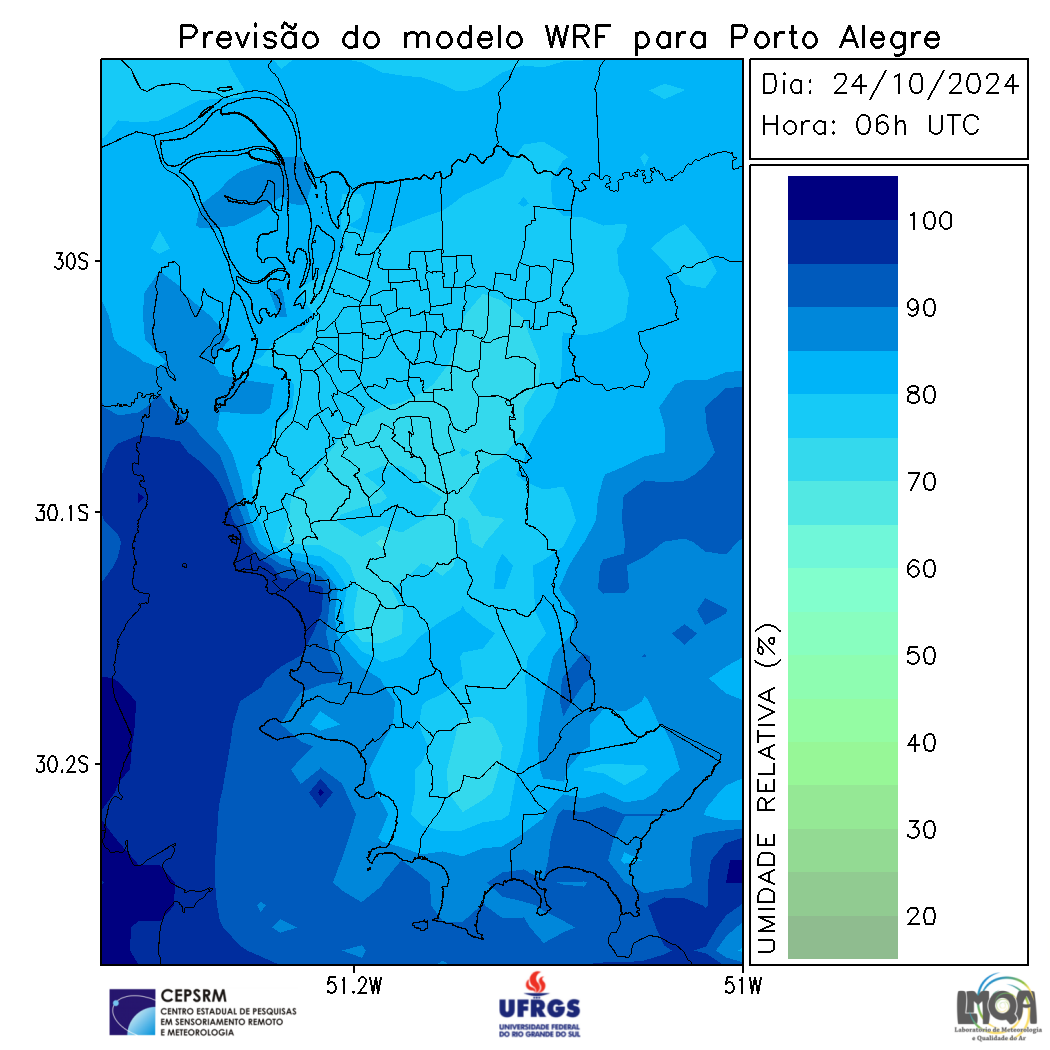 Previsão do modelo WRF para Porto Alegre
Dia: 24/10/2024
Hora: 06h UTC
30S
30.1S
30.2S
51.2W
51W
UMIDADE RELATIVA (%)
100
90
80
70
60
50
40
30
20
CEPSRM
CENTRO ESTADUAL DE PESQUISAS
EM SENSORIAMENTO REMOTO
E METEOROLOGIA
UFRGS
UNIVERSIDADE FEDERAL
DO RIO GRANDE DO SUL
LMQA
Laboratório de Meteorologia
e Qualidade do Ar